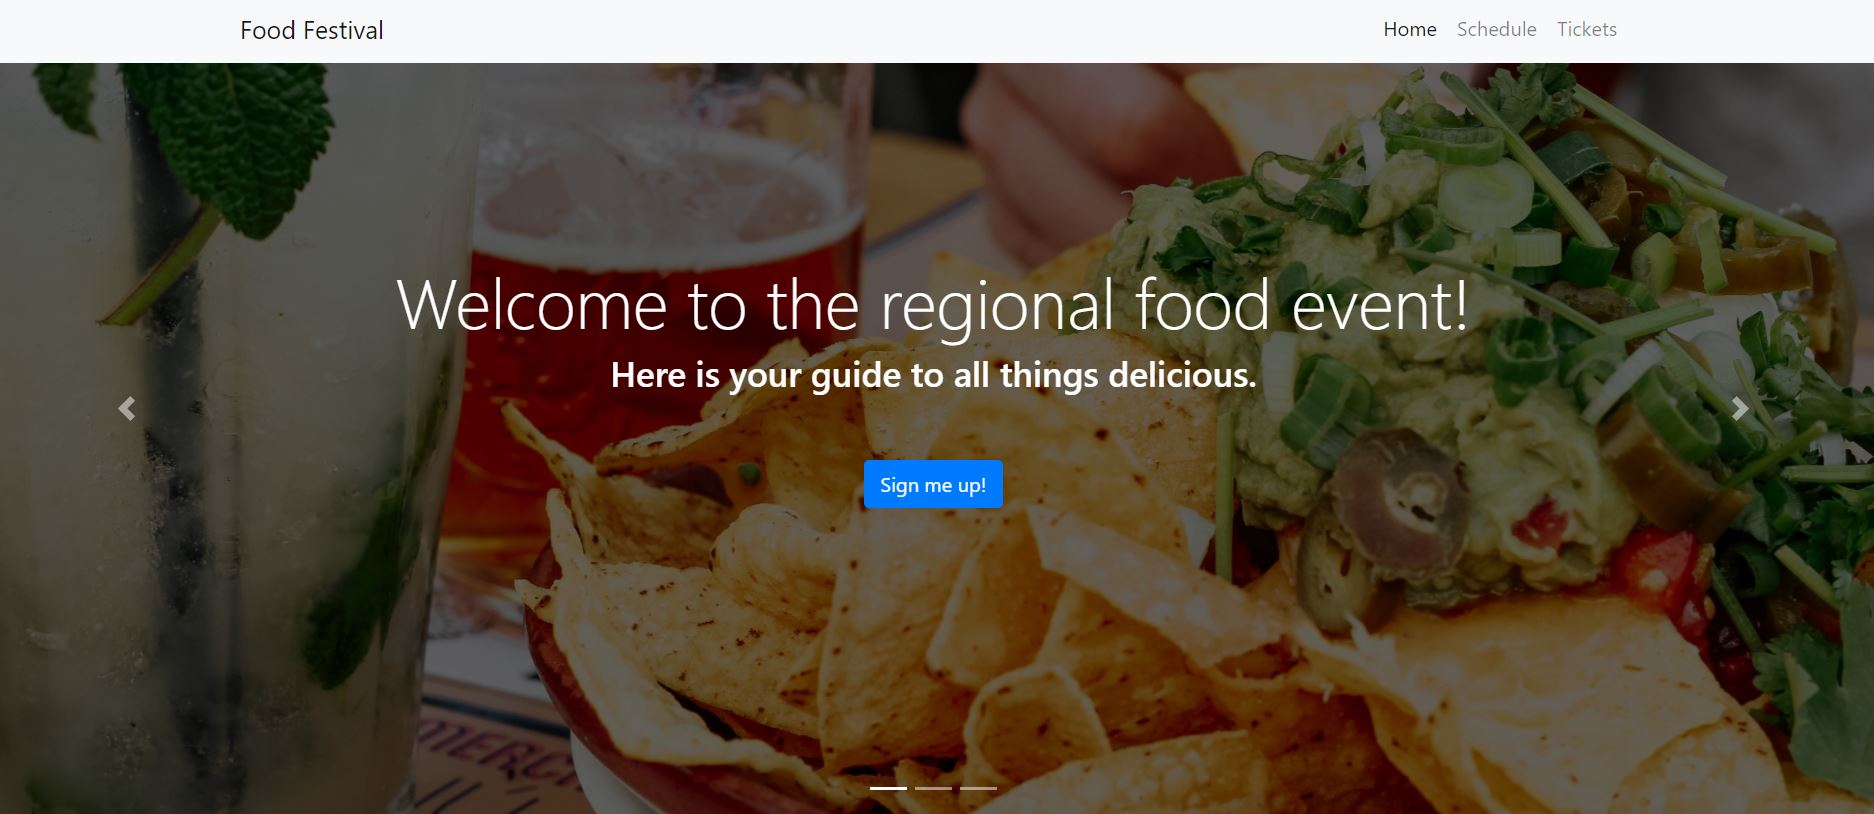 Food Festival
Home Schedule Tickets
Welcome to the regional food event!
Here is your guide to all things delicious.
Sign me up!